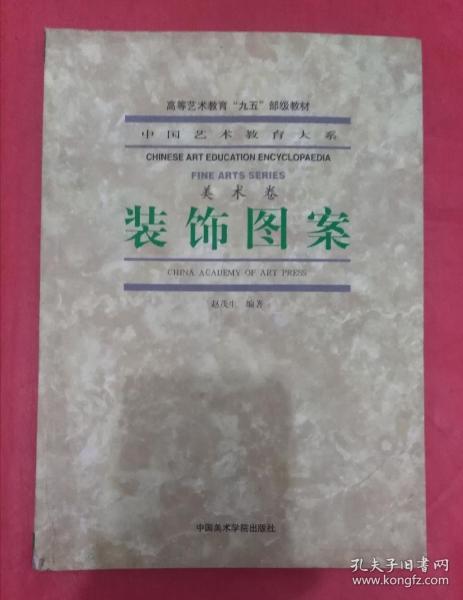 高等艺术教育“九五”部级教材
中国艺术教育大系
CHINESE ART EDUCATION ENCYCLOPAEDIA
FINE ARTS SERIES
美术卷
装饰图案
CHINA ACADEMY OF ART PRESS
赵茂生 编著
中国美术学院出版社
孔夫子旧书网
www.kongfz.com